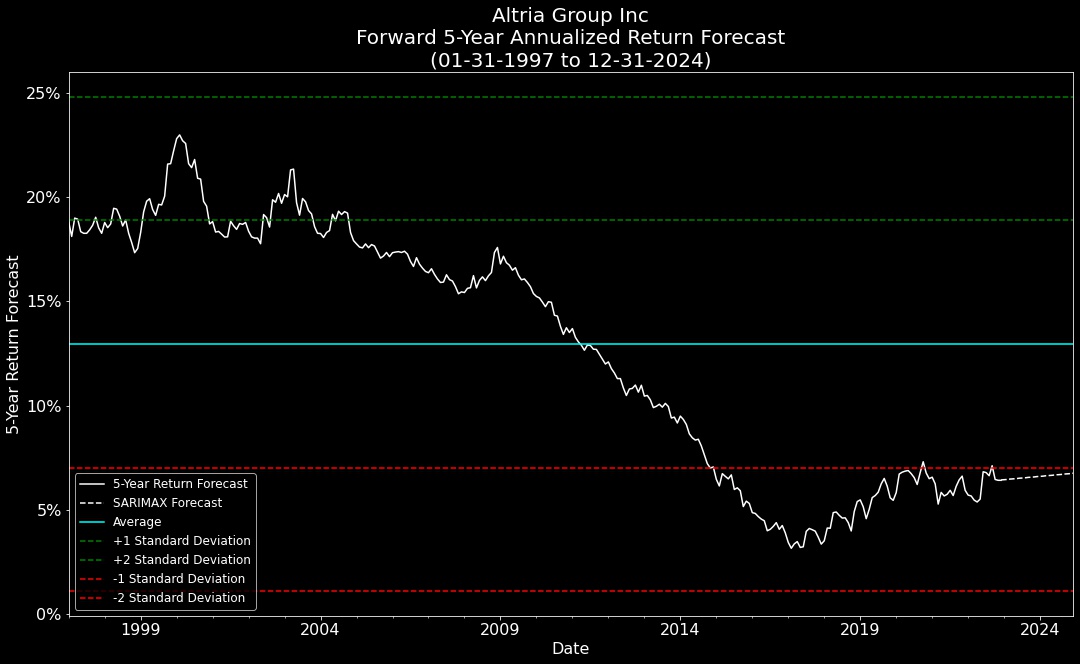 Altria Group Inc
Forward 5-Year Annualized Return Forecast
(01-31-1997 to 12-31-2024)
5-Year Return Forecast
25%
20%
15%
10%
5%
0%
5-Year Return Forecast
SARIMAX Forecast
Average
+1 Standard Deviation
+2 Standard Deviation
-1 Standard Deviation
-2 Standard Deviation
1999 2004 2009 2014 2019 2024
Date